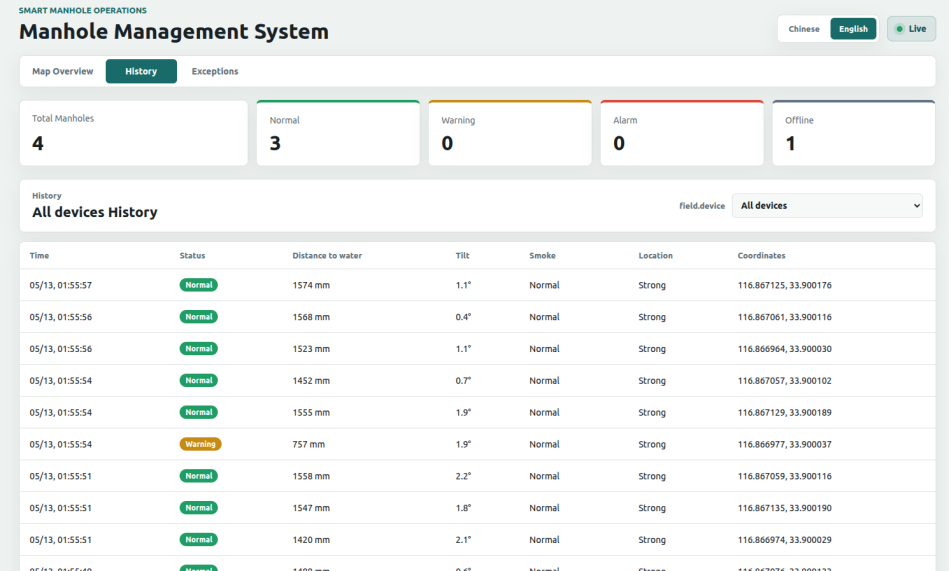 SMART MANHOLE OPERATIONS
Manhole Management System
Chinese English Live
Map Overview History Exceptions
Total Manholes Normal Warning Alarm Offline
4 3 0 0 1
History
All devices History
field.device All devices
Time Status Distance to water Tilt Smoke Location Coordinates
05/13, 01:55:57 Normal 1574 mm 1.1° Normal Strong 116.867125, 33.900176
05/13, 01:55:56 Normal 1568 mm 0.4° Normal Strong 116.867061, 33.900116
05/13, 01:55:56 Normal 1523 mm 1.1° Normal Strong 116.866964, 33.900030
05/13, 01:55:54 Normal 1452 mm 0.7° Normal Strong 116.867057, 33.900102
05/13, 01:55:54 Normal 1555 mm 1.9° Normal Strong 116.867129, 33.900189
05/13, 01:55:54 Warning 757 mm 1.9° Normal Strong 116.866977, 33.900037
05/13, 01:55:51 Normal 1558 mm 2.2° Normal Strong 116.867059, 33.900116
05/13, 01:55:51 Normal 1547 mm 1.8° Normal Strong 116.867135, 33.900190
05/13, 01:55:51 Normal 1420 mm 2.1° Normal Strong 116.866974, 33.900029
Normal Normal Strong